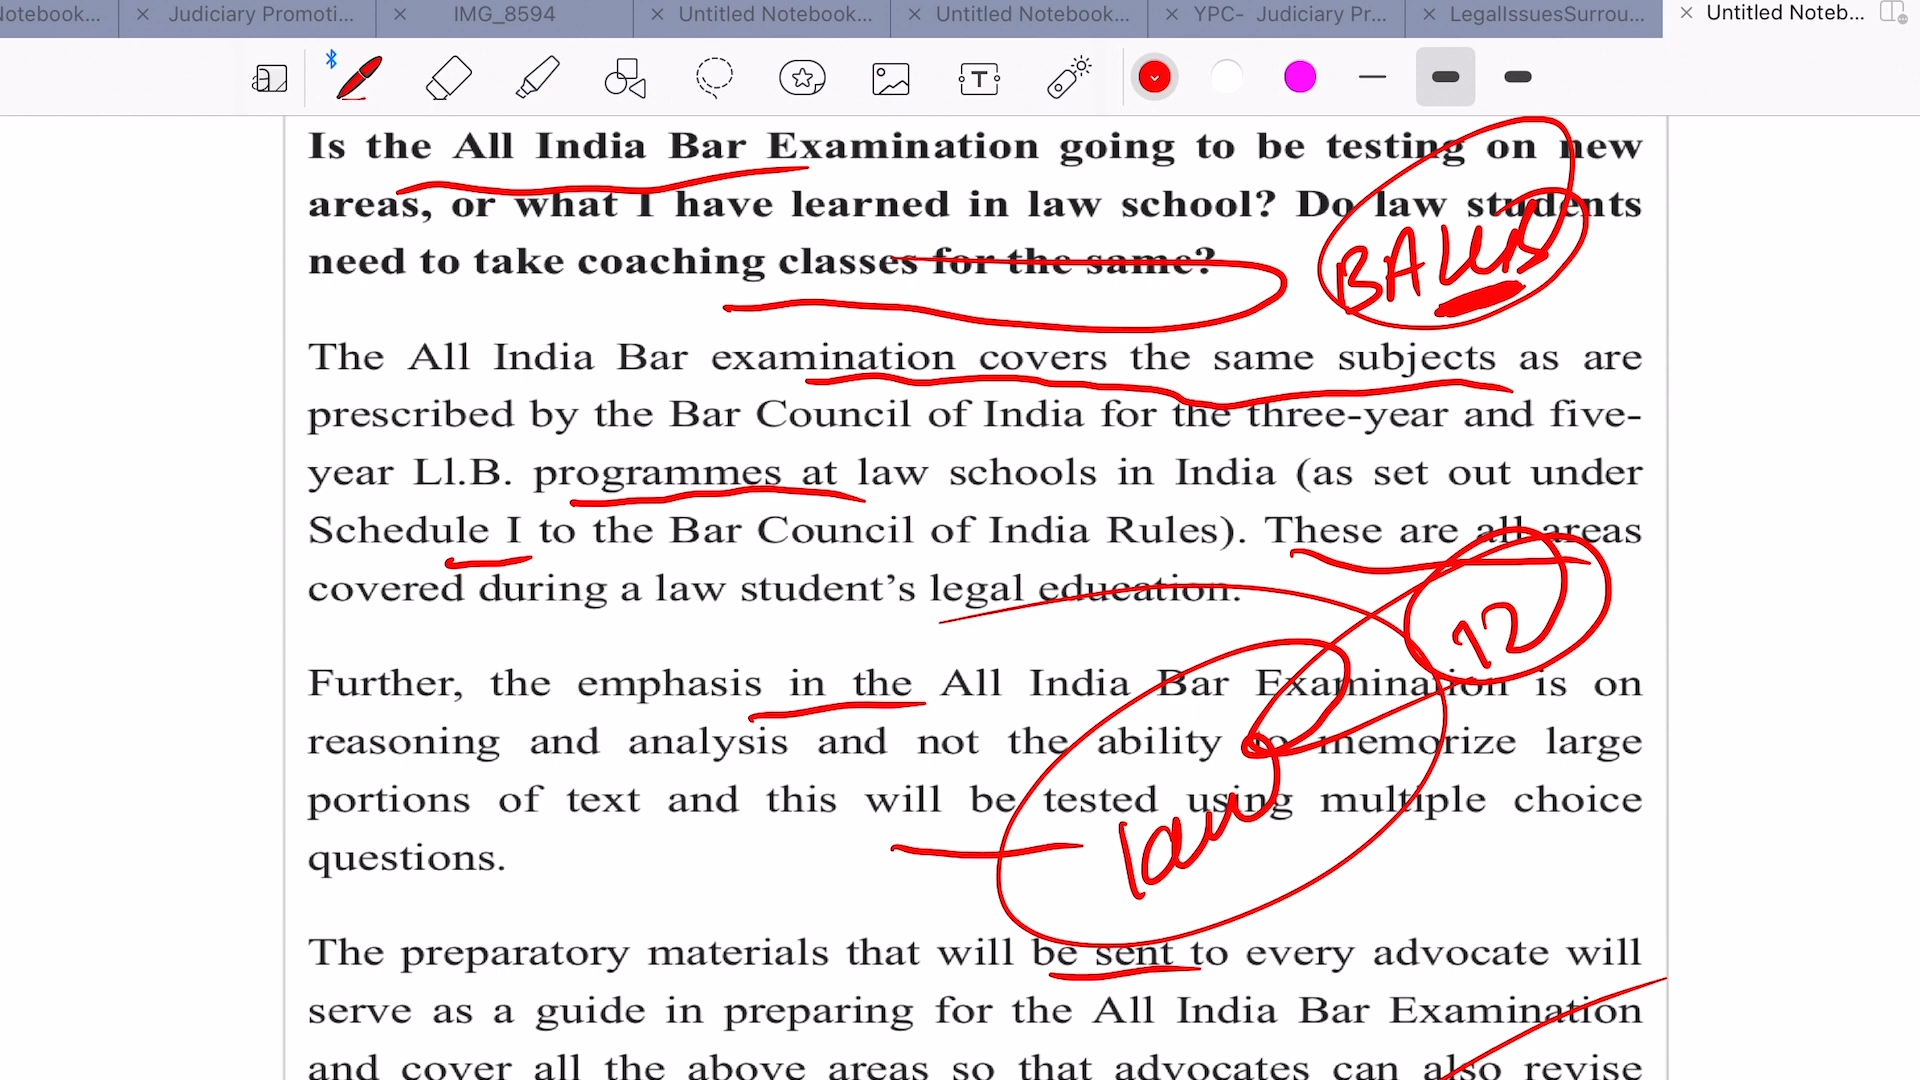 Notebook...
Judiciary Promoti...
IMG_8594
Untitled Notebook...
Untitled Notebook...
YPC- Judiciary Pr...
LegalIssuesSurrou...
Untitled Noteb...
T
Is the All India Bar Examination going to be testing on new
areas, or what I have learned in law school? Do law students
need to take coaching classes for the same?
BALLB
The All India Bar examination covers the same subjects as are
prescribed by the Bar Council of India for the three-year and five-
year Ll.B. programmes at law schools in India (as set out under
Schedule I to the Bar Council of India Rules). These are all areas
covered during a law student’s legal education.
12
Further, the emphasis in the All India Bar Examination is on
reasoning and analysis and not the ability to memorize large
portions of text and this will be tested using multiple choice
law
questions.
The preparatory materials that will be sent to every advocate will
serve as a guide in preparing for the All India Bar Examination
and cover all the above areas so that advocates can also revise